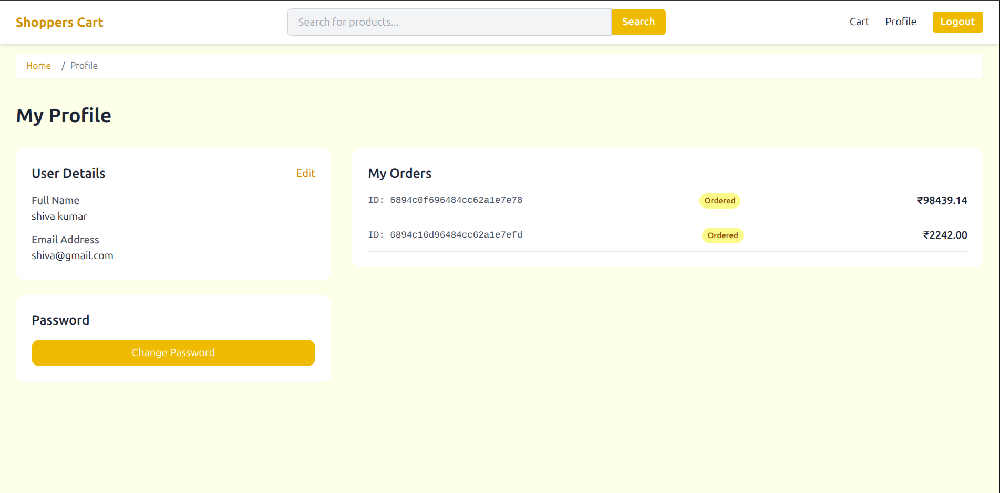 Shoppers Cart
Search for products...
Search
Cart
Profile
Logout
Home / Profile
My Profile
User Details
Edit
Full Name
shiva kumar
Email Address
shiva@gmail.com
Password
Change Password
My Orders
ID: 6894c0f696484cc62a1e7e78 Ordered ₹98439.14
ID: 6894c16d96484cc62a1e7efd Ordered ₹2242.00